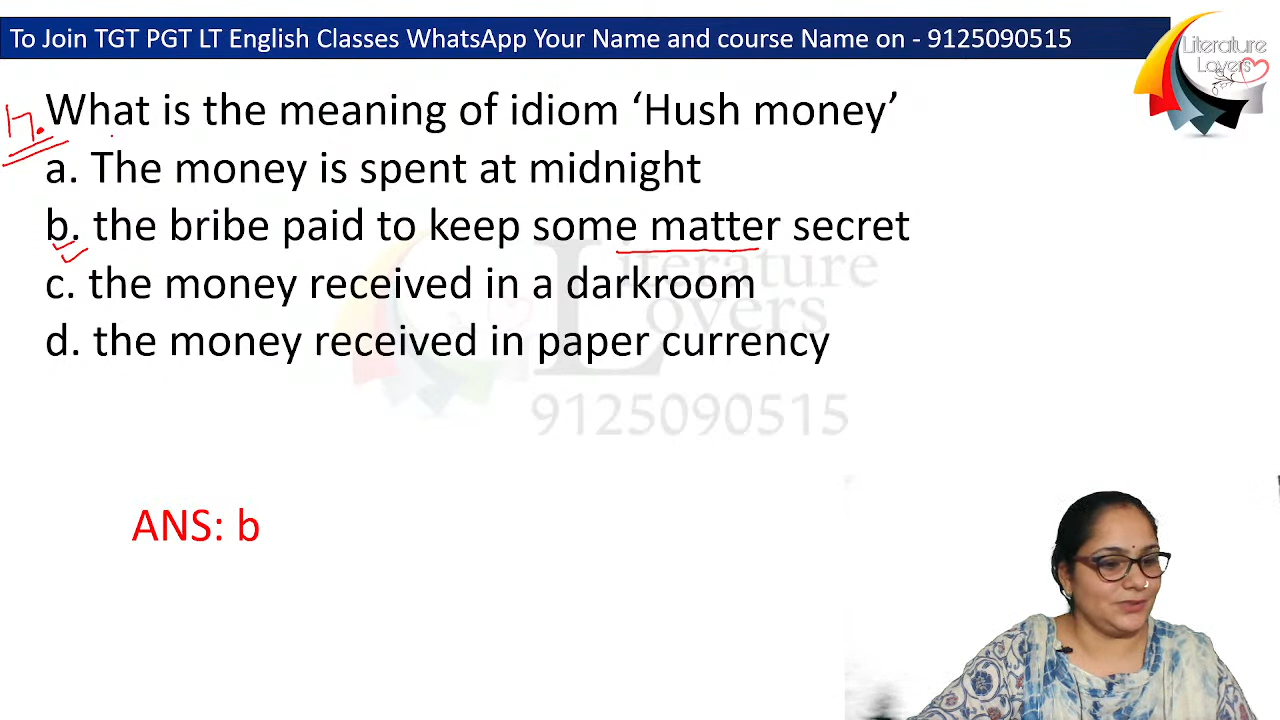 To Join TGT PGT LT English Classes WhatsApp Your Name and course Name on - 9125090515
Literature
Lovers
17.
What is the meaning of idiom ‘Hush money’
a. The money is spent at midnight
b. the bribe paid to keep some matter secret
c. the money received in a darkroom
d. the money received in paper currency
Literature
Lovers
9125090515
ANS: b